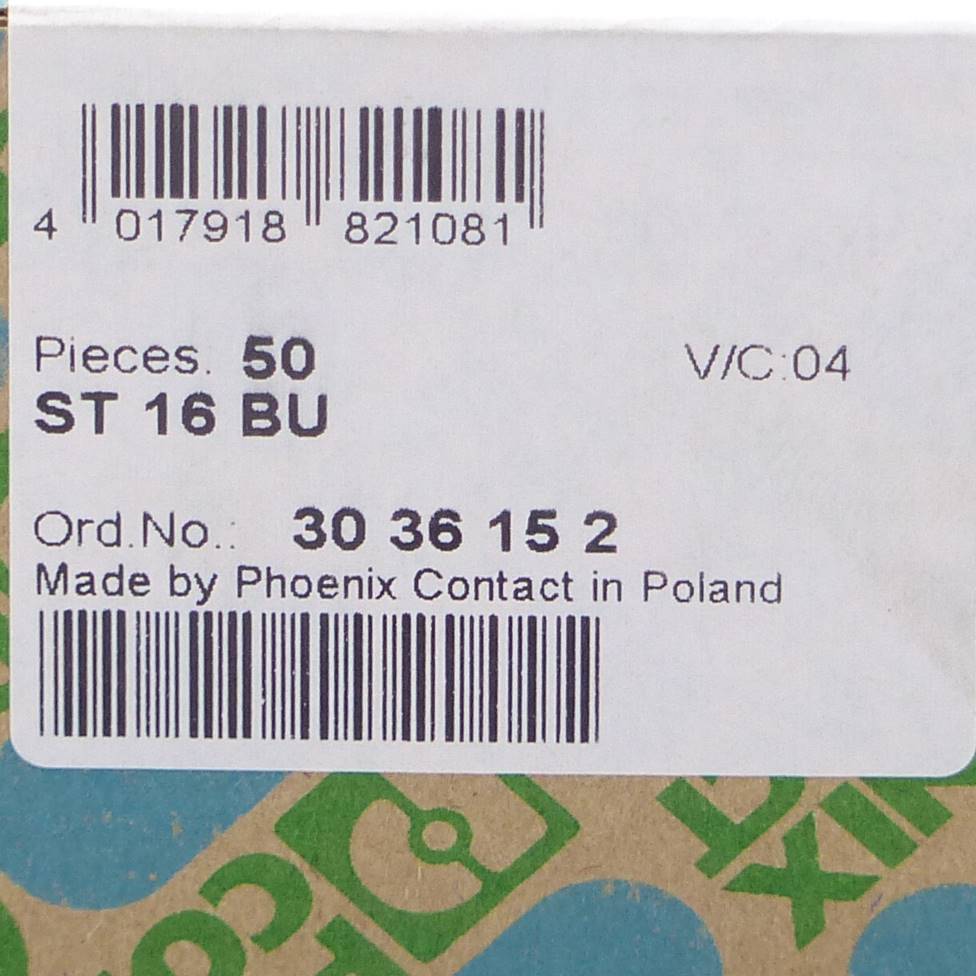 4 017918 821081
Pieces. 50 V/C:04
ST 16 BU
Ord.No.: 30 36 15 2
Made by Phoenix Contact in Poland